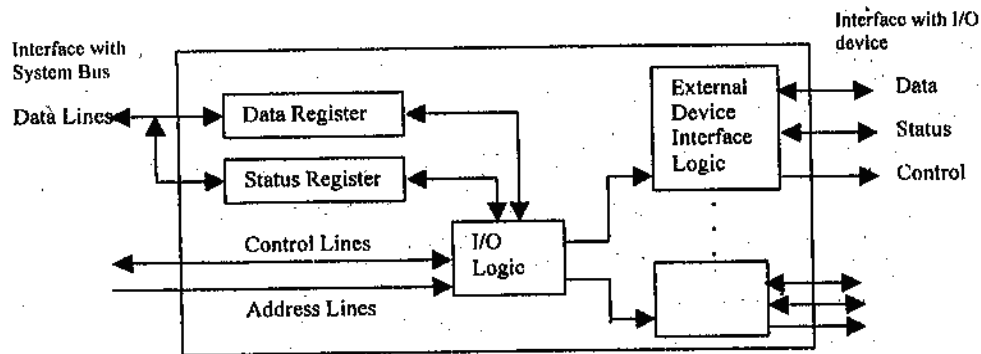 Interface with
System Bus
Data Lines
Data Register
Status Register
Control Lines
Address Lines
I/O
Logic
External
Device
Interface
Logic
Interface with I/O
device
Data
Status
Control